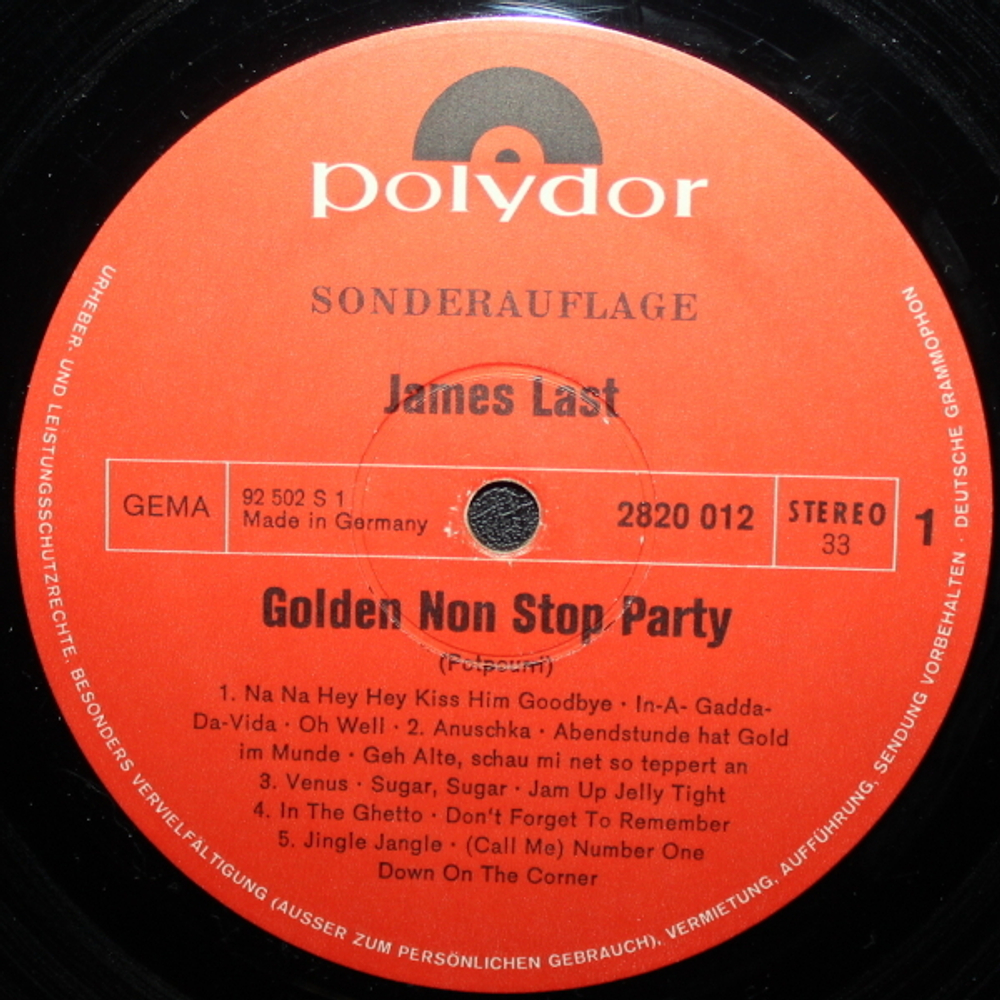 polydor
SONDERAUFLAGE
James Last
GEMA
92 502 S 1
Made in Germany
2820 012
STEREO
33
1
Golden Non Stop Party
(Potpourri)
1. Na Na Hey Hey Kiss Him Goodbye · In-A- Gadda-
Da-Vida · Oh Well · 2. Anuschka · Abendstunde hat Gold
im Munde · Geh Alte, schau mi net so teppert an
3. Venus · Sugar, Sugar · Jam Up Jelly Tight
4. In The Ghetto · Don't Forget To Remember
5. Jingle Jangle · (Call Me) Number One
Down On The Corner
URHEBER- UND LEISTUNGSSCHUTZRECHTE, BESONDERS VERVIELFÄLTIGUNG (AUSSER ZUM PERSÖNLICHEN GEBRAUCH), VERMIETUNG, AUFFÜHRUNG, SENDUNG VORBEHALTEN · DEUTSCHE GRAMMOPHON